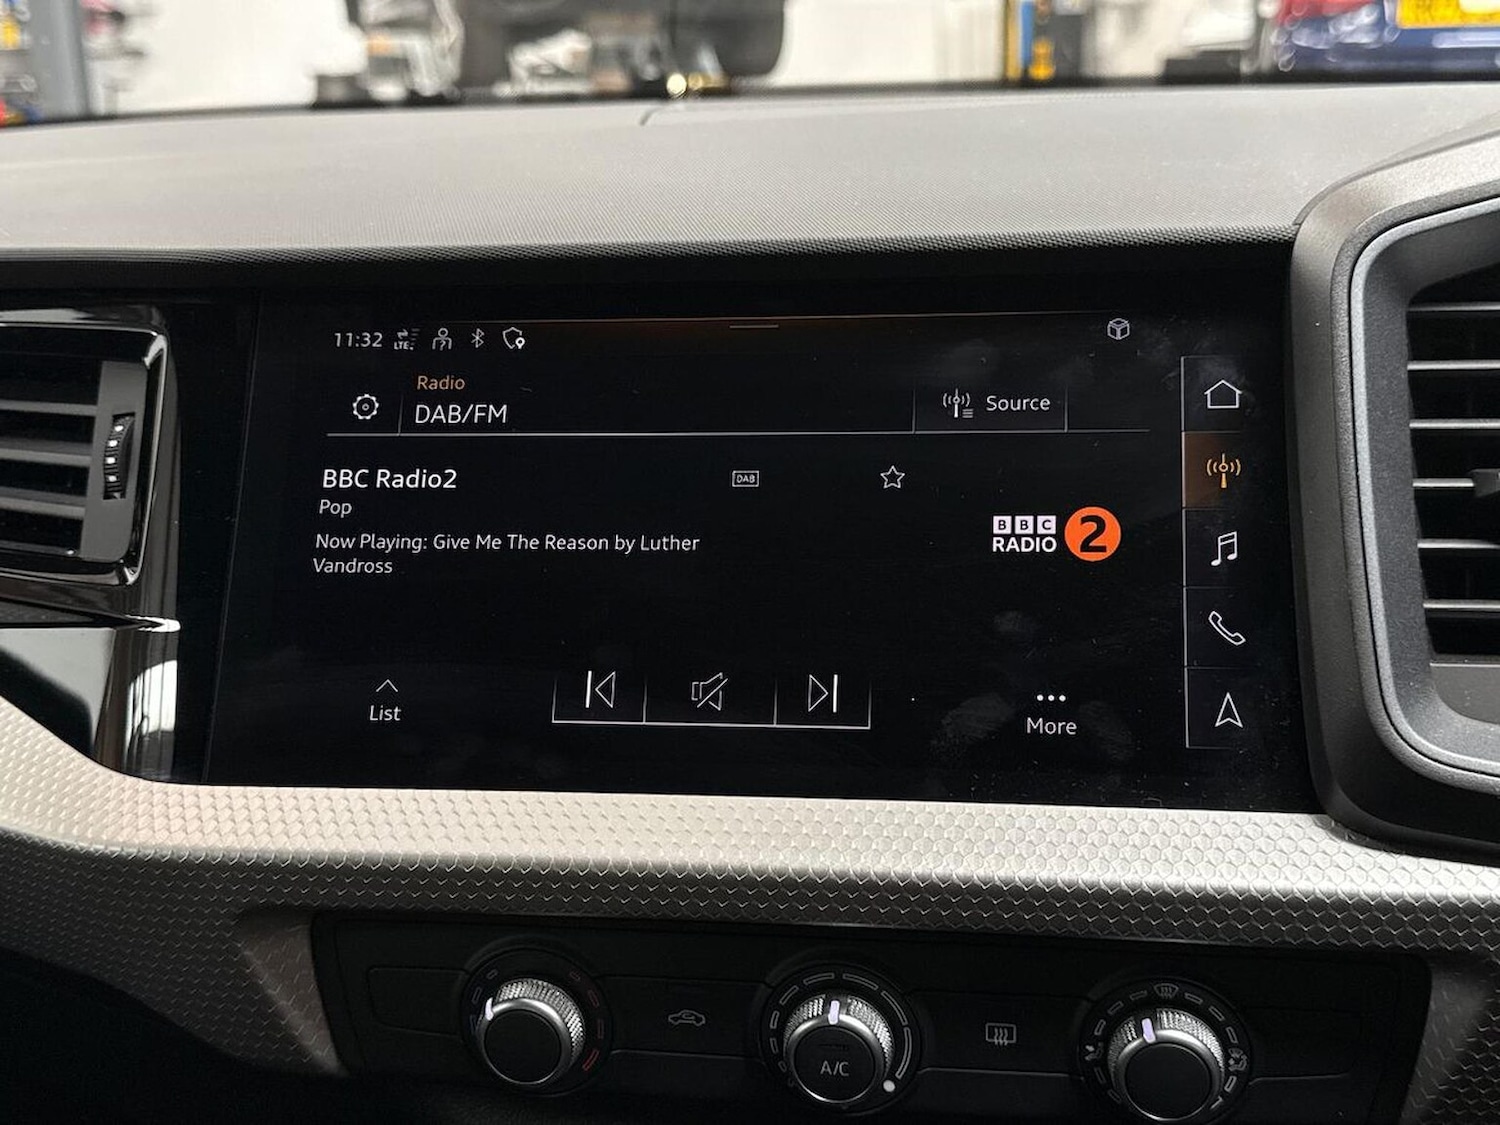 11:32 LTE
Radio
DAB/FM
Source
BBC Radio2
DAB
Pop
Now Playing: Give Me The Reason by Luther
Vandross
BBC
RADIO 2
List
More
A/C